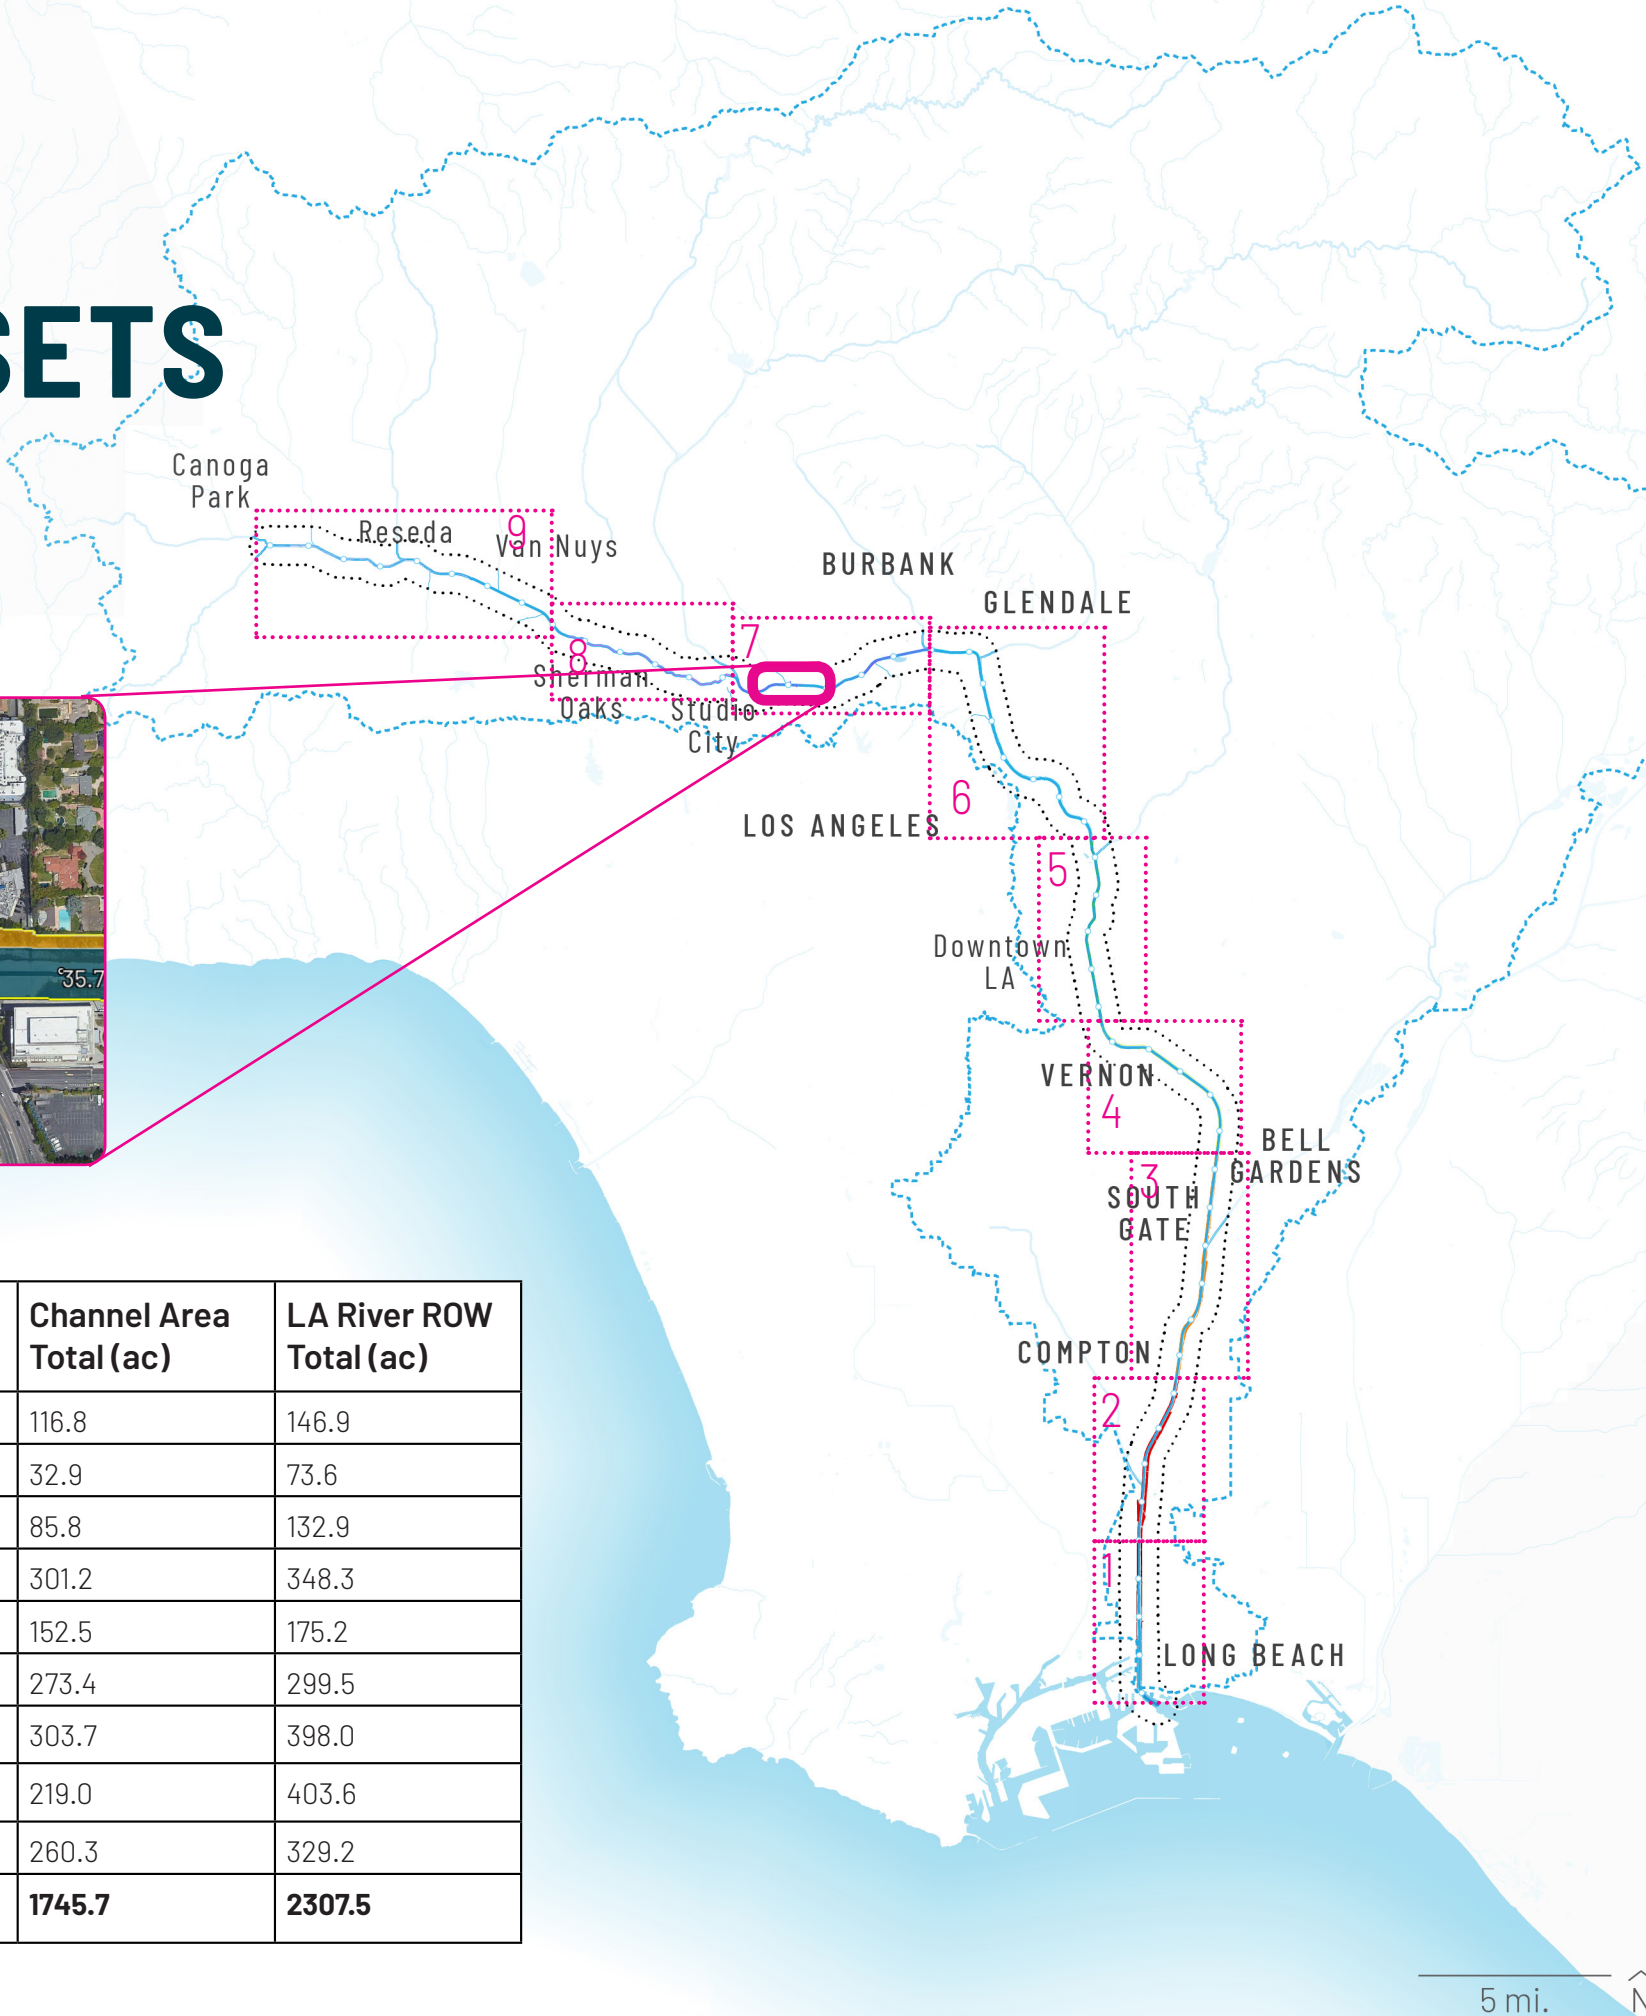 SETS
Canoga
Park
Reseda
9
Van Nuys
BURBANK
GLENDALE
7
8
Sherman
Oaks
Studio
City
6
LOS ANGELES
5
Downtown
LA
35.7
VERNON
4
BELL
GARDENS
3
SOUTH
GATE
COMPTON
2
1
LONG BEACH
Channel Area
Total (ac)
LA River ROW
Total (ac)
116.8 146.9
32.9 73.6
85.8 132.9
301.2 348.3
152.5 175.2
273.4 299.5
303.7 398.0
219.0 403.6
260.3 329.2
1745.7 2307.5
5 mi.
N